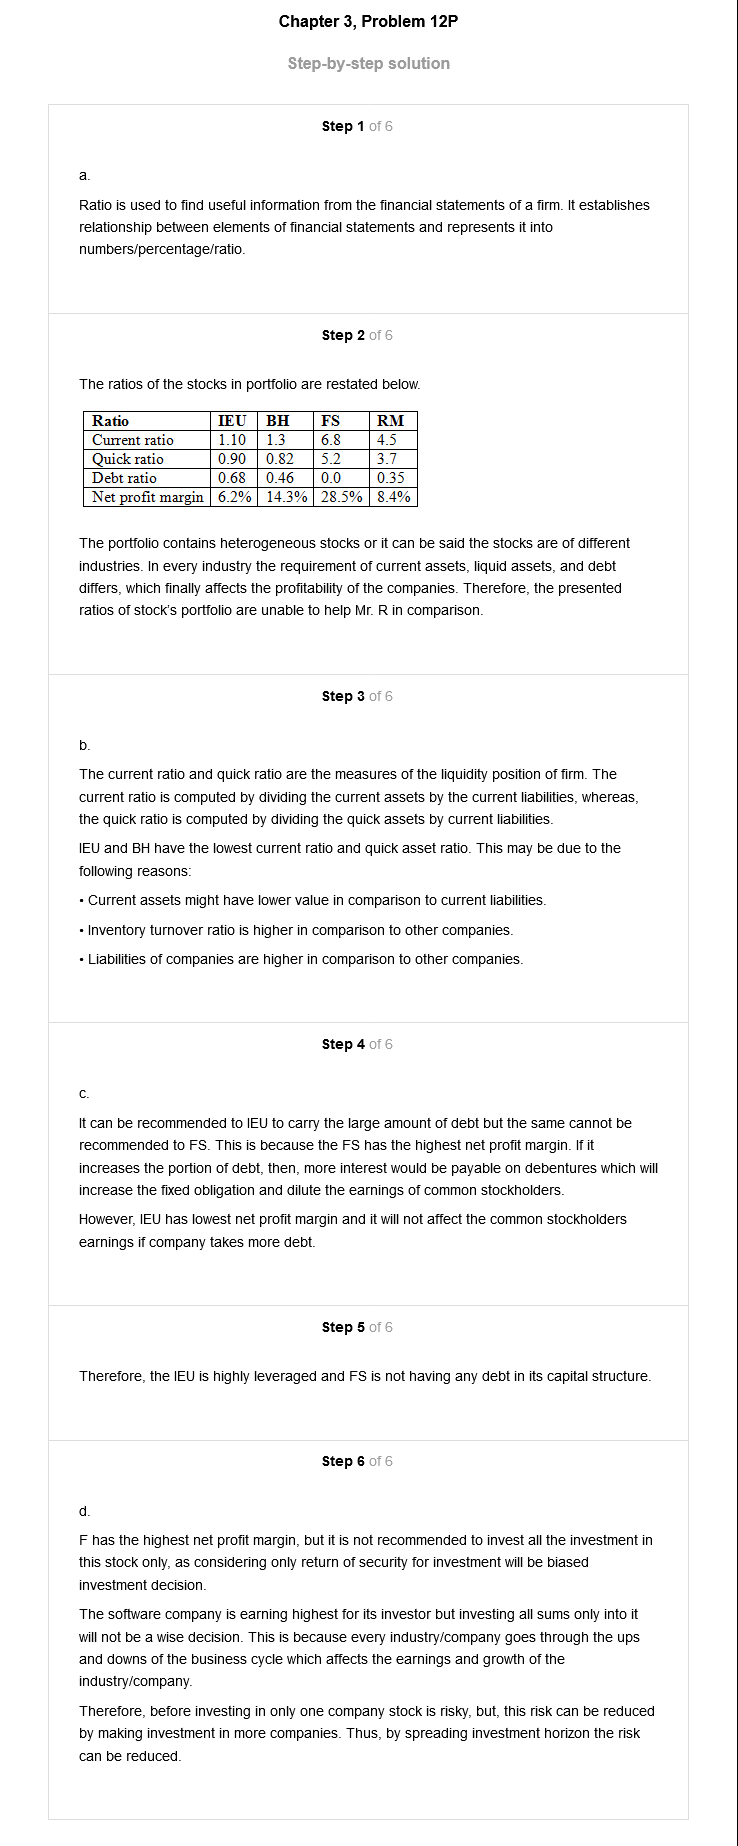 Chapter 3, Problem 12P
Step-by-step solution
Step 1 of 6
a.
Ratio is used to find useful information from the financial statements of a firm. It establishes
relationship between elements of financial statements and represents it into
numbers/percentage/ratio.
Step 2 of 6
The ratios of the stocks in portfolio are restated below.
Ratio IEU BH FS RM
Current ratio 1.10 1.3 6.8 4.5
Quick ratio 0.90 0.82 5.2 3.7
Debt ratio 0.68 0.46 0.0 0.35
Net profit margin 6.2% 14.3% 28.5% 8.4%
The portfolio contains heterogeneous stocks or it can be said the stocks are of different
industries. In every industry the requirement of current assets, liquid assets, and debt
differs, which finally affects the profitability of the companies. Therefore, the presented
ratios of stock's portfolio are unable to help Mr. R in comparison.
Step 3 of 6
b.
The current ratio and quick ratio are the measures of the liquidity position of firm. The
current ratio is computed by dividing the current assets by the current liabilities, whereas,
the quick ratio is computed by dividing the quick assets by current liabilities.
IEU and BH have the lowest current ratio and quick asset ratio. This may be due to the
following reasons:
• Current assets might have lower value in comparison to current liabilities.
• Inventory turnover ratio is higher in comparison to other companies.
• Liabilities of companies are higher in comparison to other companies.
Step 4 of 6
c.
It can be recommended to IEU to carry the large amount of debt but the same cannot be
recommended to FS. This is because the FS has the highest net profit margin. If it
increases the portion of debt, then, more interest would be payable on debentures which will
increase the fixed obligation and dilute the earnings of common stockholders.
However, IEU has lowest net profit margin and it will not affect the common stockholders
earnings if company takes more debt.
Step 5 of 6
Therefore, the IEU is highly leveraged and FS is not having any debt in its capital structure.
Step 6 of 6
d.
F has the highest net profit margin, but it is not recommended to invest all the investment in
this stock only, as considering only return of security for investment will be biased
investment decision.
The software company is earning highest for its investor but investing all sums only into it
will not be a wise decision. This is because every industry/company goes through the ups
and downs of the business cycle which affects the earnings and growth of the
industry/company.
Therefore, before investing in only one company stock is risky, but, this risk can be reduced
by making investment in more companies. Thus, by spreading investment horizon the risk
can be reduced.